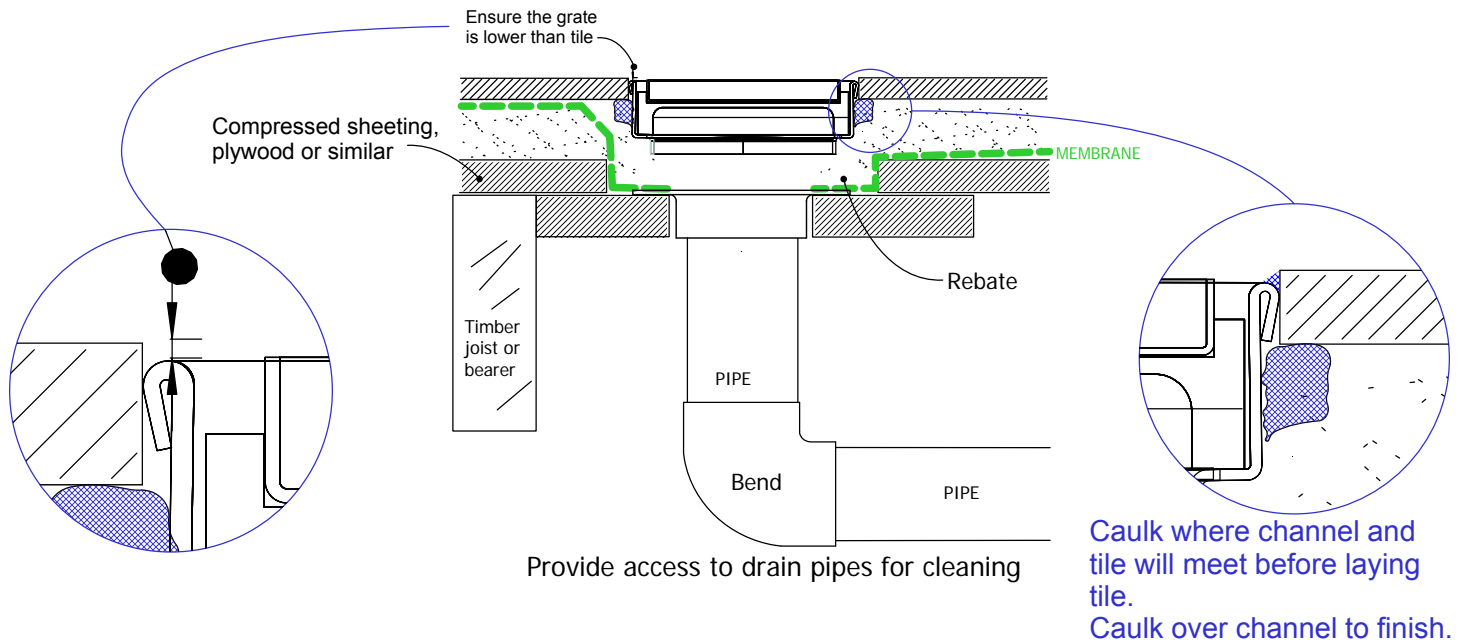 Ensure the grate
is lower than tile
Compressed sheeting,
plywood or similar
MEMBRANE
Rebate
Timber
joist or
bearer
PIPE
Bend
PIPE
Provide access to drain pipes for cleaning
Caulk where channel and
tile will meet before laying
tile.
Caulk over channel to finish.